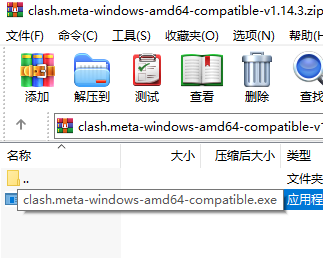 clash.meta-windows-amd64-compatible-v1.14.3.zip
文件(F) 命令(C) 工具(S) 收藏夹(O) 选项(N) 帮助(
添加 解压到 测试 查看 删除 查找
clash.meta-windows-amd64-compatible-v
名称 大小 压缩后大小 类型
.. 文件夹
clash.meta-windows-amd64-compatible.exe 应用程